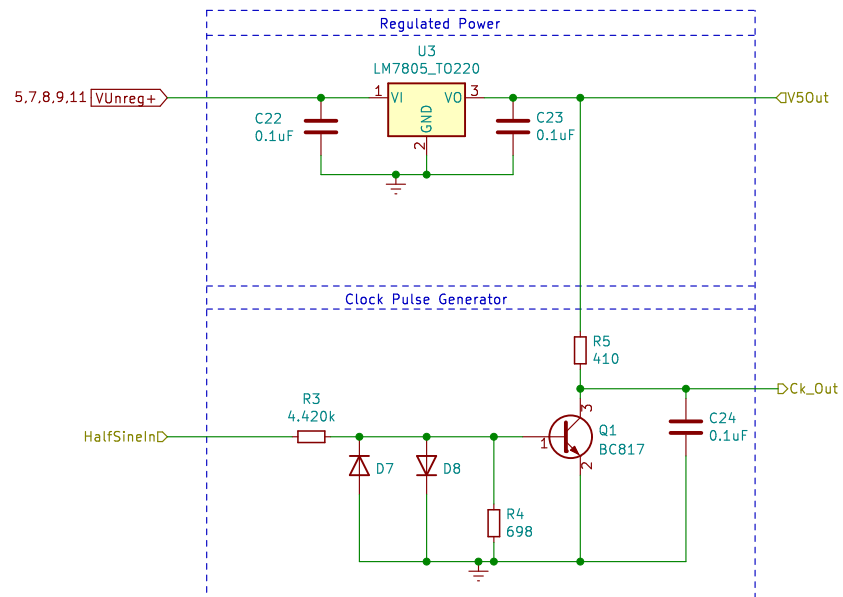 Regulated Power
U3
LM7805_TO220
5,7,8,9,11 VUnreg+
1 VI VO 3
V5Out
GND
2
C22
0.1uF
C23
0.1uF
Clock Pulse Generator
R5
410
Ck_Out
R3
4.420k
HalfSineIn
3
1
2
Q1
BC817
C24
0.1uF
D7
D8
R4
698